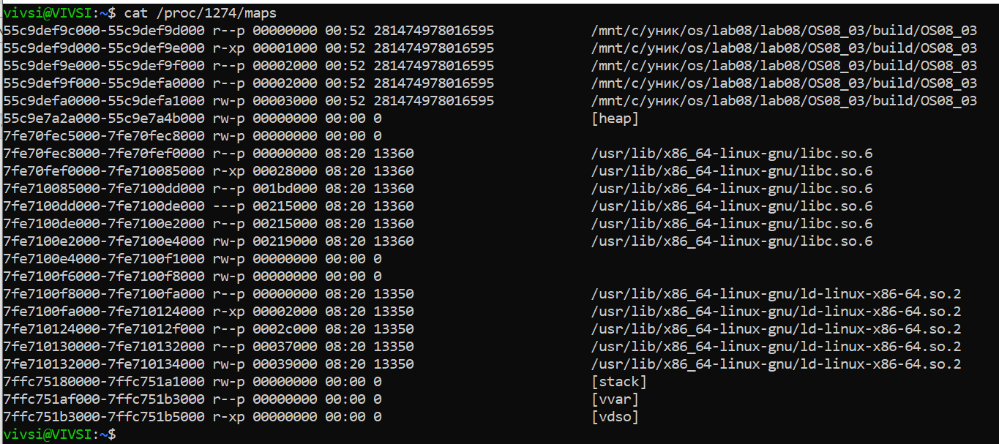 vivsi@VIVSI:~$ cat /proc/1274/maps
55c9def9c000-55c9def9d000 r--p 00000000 00:52 281474978016595 /mnt/c/уник/os/lab08/lab08/OS08_03/build/OS08_03
55c9def9d000-55c9def9e000 r-xp 00001000 00:52 281474978016595 /mnt/c/уник/os/lab08/lab08/OS08_03/build/OS08_03
55c9def9e000-55c9def9f000 r--p 00002000 00:52 281474978016595 /mnt/c/уник/os/lab08/lab08/OS08_03/build/OS08_03
55c9def9f000-55c9defa0000 r--p 00002000 00:52 281474978016595 /mnt/c/уник/os/lab08/lab08/OS08_03/build/OS08_03
55c9defa0000-55c9defa1000 rw-p 00003000 00:52 281474978016595 /mnt/c/уник/os/lab08/lab08/OS08_03/build/OS08_03
55c9e7a2a000-55c9e7a4b000 rw-p 00000000 00:00 0 [heap]
7fe70fec5000-7fe70fec8000 rw-p 00000000 00:00 0
7fe70fec8000-7fe70fef0000 r--p 00000000 08:20 13360 /usr/lib/x86_64-linux-gnu/libc.so.6
7fe70fef0000-7fe710085000 r-xp 00028000 08:20 13360 /usr/lib/x86_64-linux-gnu/libc.so.6
7fe710085000-7fe7100dd000 r--p 001bd000 08:20 13360 /usr/lib/x86_64-linux-gnu/libc.so.6
7fe7100dd000-7fe7100de000 ---p 00215000 08:20 13360 /usr/lib/x86_64-linux-gnu/libc.so.6
7fe7100de000-7fe7100e2000 r--p 00215000 08:20 13360 /usr/lib/x86_64-linux-gnu/libc.so.6
7fe7100e2000-7fe7100e4000 rw-p 00219000 08:20 13360 /usr/lib/x86_64-linux-gnu/libc.so.6
7fe7100e4000-7fe7100f1000 rw-p 00000000 00:00 0
7fe7100f6000-7fe7100f8000 rw-p 00000000 00:00 0
7fe7100f8000-7fe7100fa000 r--p 00000000 08:20 13350 /usr/lib/x86_64-linux-gnu/ld-linux-x86-64.so.2
7fe7100fa000-7fe710124000 r-xp 00002000 08:20 13350 /usr/lib/x86_64-linux-gnu/ld-linux-x86-64.so.2
7fe710124000-7fe71012f000 r--p 0002c000 08:20 13350 /usr/lib/x86_64-linux-gnu/ld-linux-x86-64.so.2
7fe710130000-7fe710132000 r--p 00037000 08:20 13350 /usr/lib/x86_64-linux-gnu/ld-linux-x86-64.so.2
7fe710132000-7fe710134000 rw-p 00039000 08:20 13350 /usr/lib/x86_64-linux-gnu/ld-linux-x86-64.so.2
7ffc75180000-7ffc751a1000 rw-p 00000000 00:00 0 [stack]
7ffc751af000-7ffc751b3000 r--p 00000000 00:00 0 [vvar]
7ffc751b3000-7ffc751b5000 r-xp 00000000 00:00 0 [vdso]
vivsi@VIVSI:~$